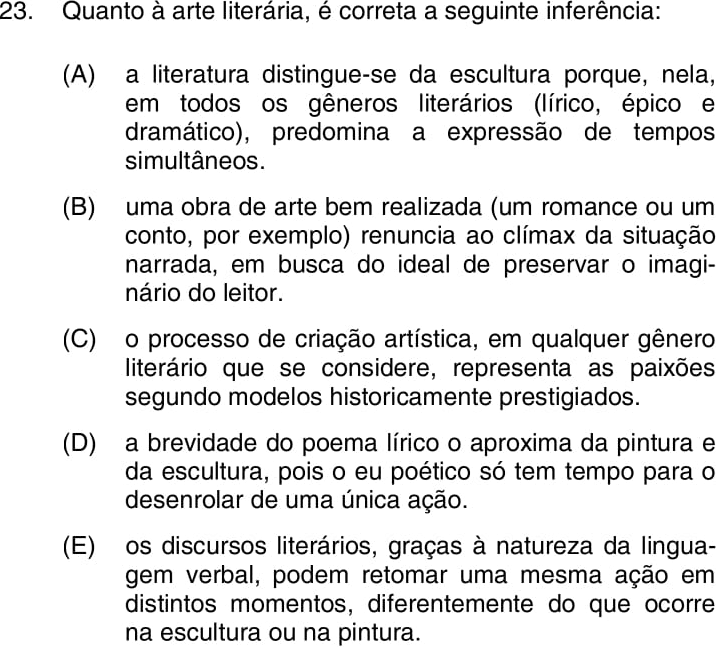 23. Quanto à arte literária, é correta a seguinte inferência:
(A) a literatura distingue-se da escultura porque, nela,
em todos os gêneros literários (lírico, épico e
dramático), predomina a expressão de tempos
simultâneos.
(B) uma obra de arte bem realizada (um romance ou um
conto, por exemplo) renuncia ao clímax da situação
narrada, em busca do ideal de preservar o imagi-
nário do leitor.
(C) o processo de criação artística, em qualquer gênero
literário que se considere, representa as paixões
segundo modelos historicamente prestigiados.
(D) a brevidade do poema lírico o aproxima da pintura e
da escultura, pois o eu poético só tem tempo para o
desenrolar de uma única ação.
(E) os discursos literários, graças à natureza da lingua-
gem verbal, podem retomar uma mesma ação em
distintos momentos, diferentemente do que ocorre
na escultura ou na pintura.